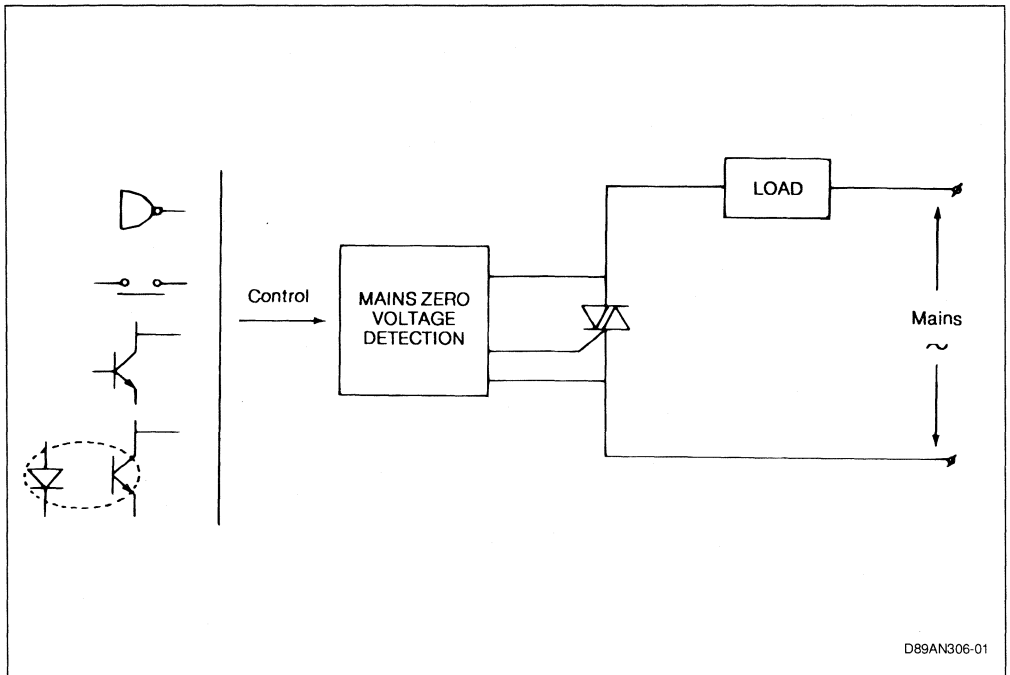 LOAD
Control
MAINS ZERO
VOLTAGE
DETECTION
Mains
~
D89AN306-01